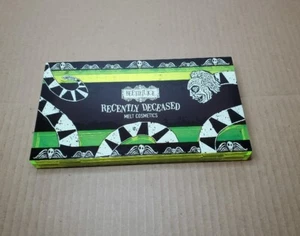 BEETLEJUICE
RECENTLY DECEASED
MELT COSMETICS